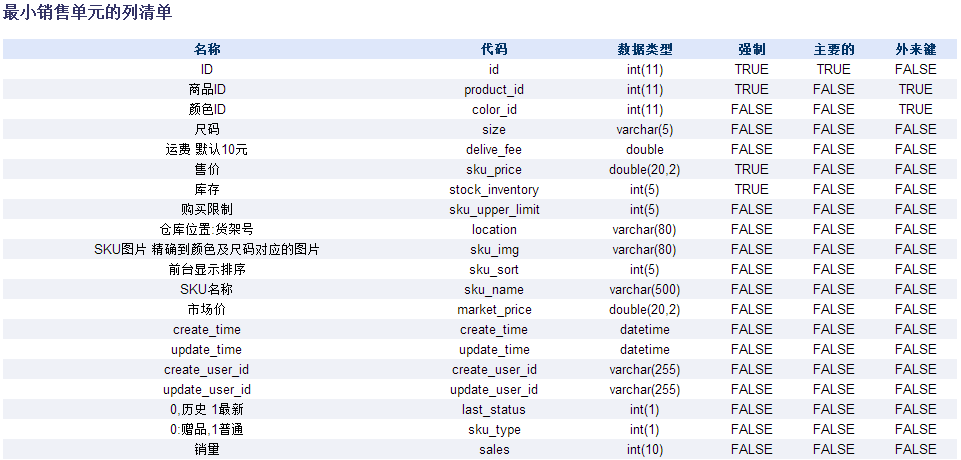 最小销售单元的列清单
名称 代码 数据类型 强制 主要的 外来键
ID id int(11) TRUE TRUE FALSE
商品ID product_id int(11) TRUE FALSE TRUE
颜色ID color_id int(11) FALSE FALSE TRUE
尺码 size varchar(5) FALSE FALSE FALSE
运费 默认10元 delive_fee double FALSE FALSE FALSE
售价 sku_price double(20,2) TRUE FALSE FALSE
库存 stock_inventory int(5) TRUE FALSE FALSE
购买限制 sku_upper_limit int(5) FALSE FALSE FALSE
仓库位置:货架号 location varchar(80) FALSE FALSE FALSE
SKU图片 精确到颜色及尺码对应的图片 sku_img varchar(80) FALSE FALSE FALSE
前台显示排序 sku_sort int(5) FALSE FALSE FALSE
SKU名称 sku_name varchar(500) FALSE FALSE FALSE
市场价 market_price double(20,2) FALSE FALSE FALSE
create_time create_time datetime FALSE FALSE FALSE
update_time update_time datetime FALSE FALSE FALSE
create_user_id create_user_id varchar(255) FALSE FALSE FALSE
update_user_id update_user_id varchar(255) FALSE FALSE FALSE
0,历史 1最新 last_status int(1) FALSE FALSE FALSE
0:赠品,1普通 sku_type int(1) FALSE FALSE FALSE
销量 sales int(10) FALSE FALSE FALSE